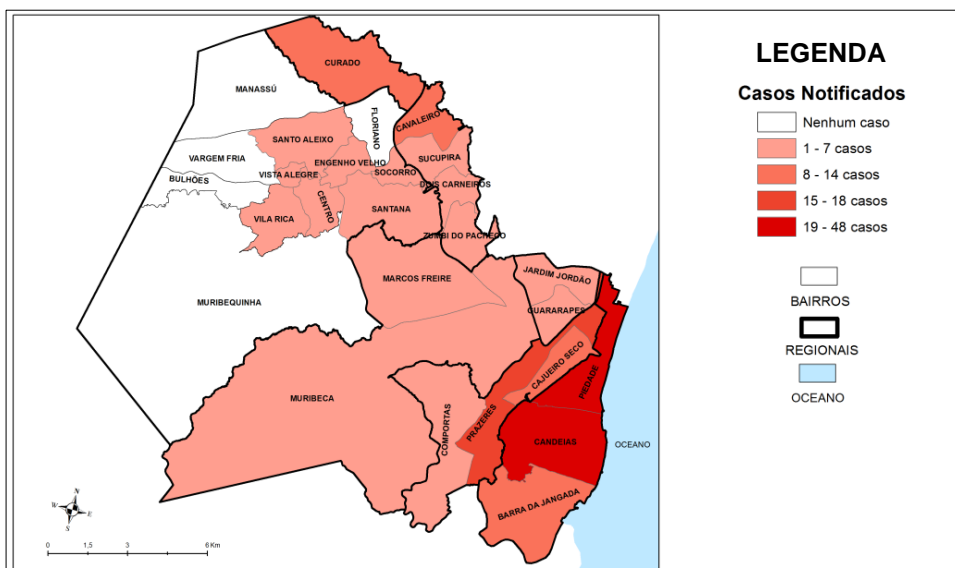 CURADO
MANASSÚ
FLORIANO
CAVALEIRO
SANTO ALEIXO
VARGEM FRIA
ENGENHO VELHO
SUCUPIRA
SOCORRO
VISTA ALEGRE
BULHÕES
DOIS CARNEIROS
CENTRO
SANTANA
VILA RICA
ZUMBI DO PACHECO
MARCOS FREIRE
JARDIM JORDÃO
MURIBEQUINHA
GUARARAPES
CAJUEIRO SECO
PIEDADE
MURIBECA
PRAZERES
COMPORTAS
CANDEIAS
OCEANO
BARRA DA JANGADA
N
W
E
S
0 1,5 3 6 Km
LEGENDA
Casos Notificados
Nenhum caso
1 - 7 casos
8 - 14 casos
15 - 18 casos
19 - 48 casos
BAIRROS
REGIONAIS
OCEANO